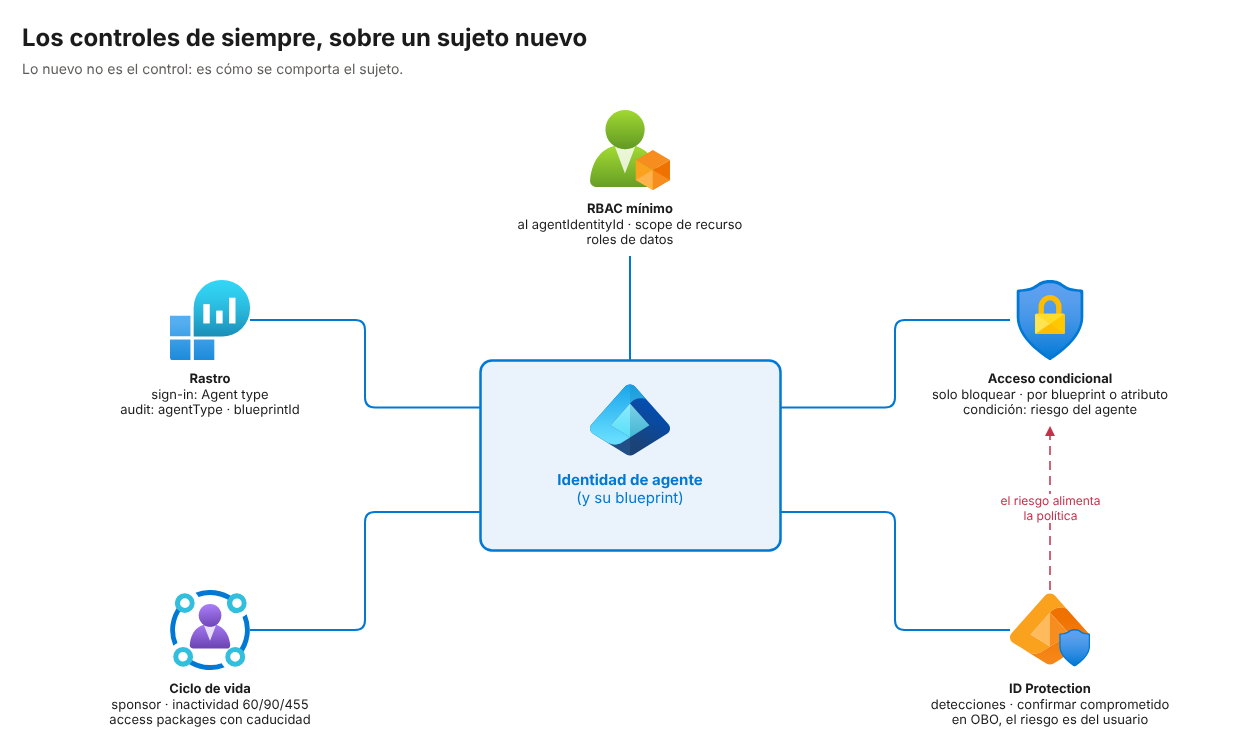 Los controles de siempre, sobre un sujeto nuevo
Lo nuevo no es el control: es cómo se comporta el sujeto.
RBAC mínimo
al agentIdentityId · scope de recurso
roles de datos
Rastro
sign-in: Agent type
audit: agentType · blueprintId
Acceso condicional
solo bloquear · por blueprint o atributo
condición: riesgo del agente
Identidad de agente
(y su blueprint)
el riesgo alimenta
la política
Ciclo de vida
sponsor · inactividad 60/90/455
access packages con caducidad
ID Protection
detecciones · confirmar comprometido
en OBO, el riesgo es del usuario